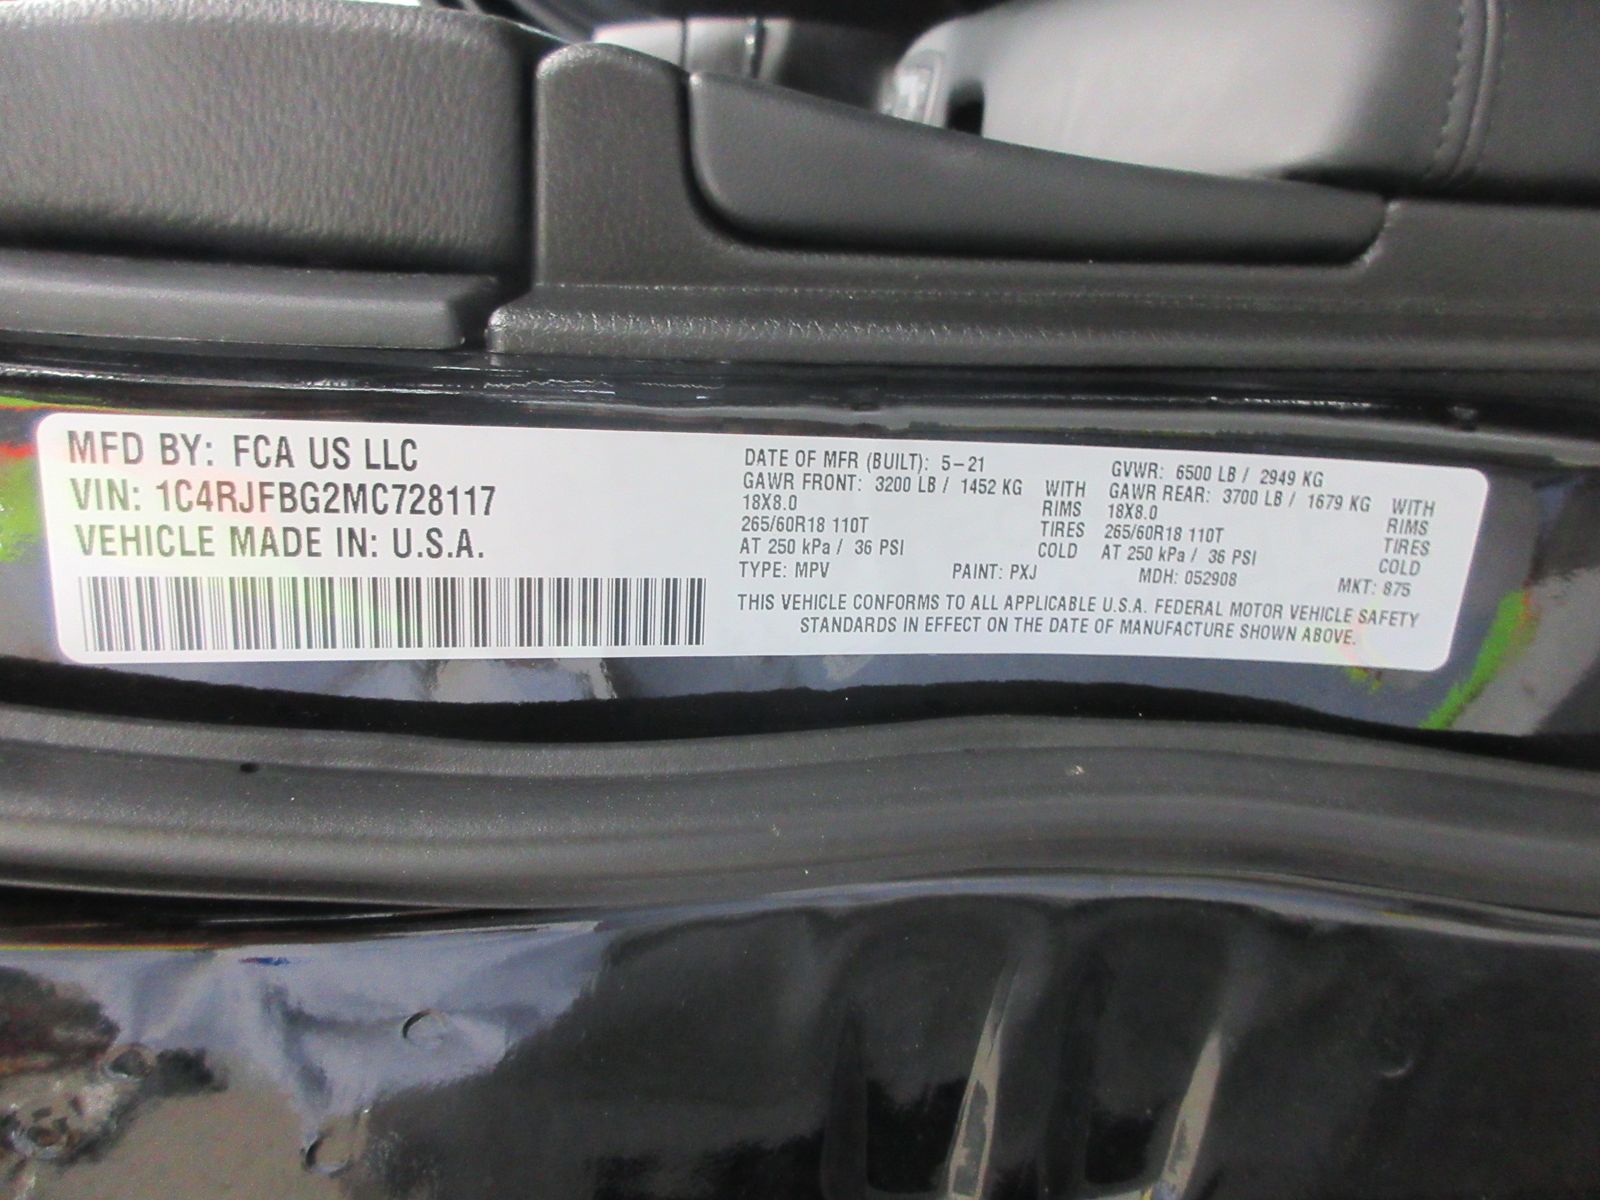 MFD BY: FCA US LLC
VIN: 1C4RJFBG2MC728117
VEHICLE MADE IN: U.S.A.
DATE OF MFR (BUILT): 5-21
GAWR FRONT: 3200 LB / 1452 KG WITH
18X8.0 RIMS
265/60R18 110T TIRES
AT 250 kPa / 36 PSI COLD
GVWR: 6500 LB / 2949 KG
GAWR REAR: 3700 LB / 1679 KG WITH
18X8.0 RIMS
265/60R18 110T TIRES
AT 250 kPa / 36 PSI COLD
TYPE: MPV PAINT: PXJ MDH: 052908 MKT: 875
THIS VEHICLE CONFORMS TO ALL APPLICABLE U.S.A. FEDERAL MOTOR VEHICLE SAFETY
STANDARDS IN EFFECT ON THE DATE OF MANUFACTURE SHOWN ABOVE.